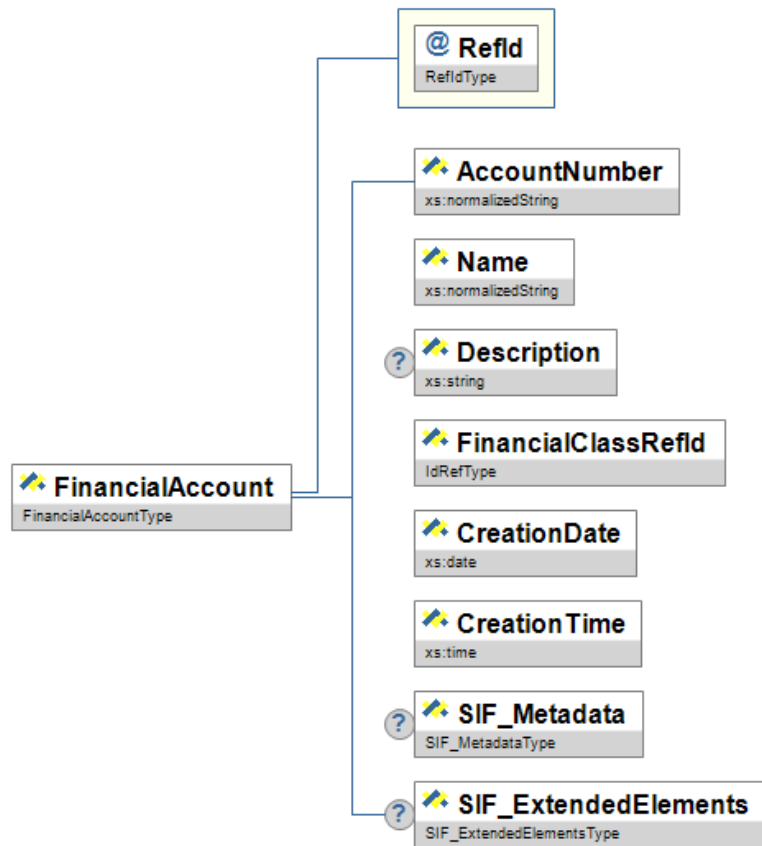 @ RefId
RefIdType
AccountNumber
xs:normalizedString
Name
xs:normalizedString
? Description
xs:string
FinancialClassRefId
IdRefType
FinancialAccount
FinancialAccountType
CreationDate
xs:date
CreationTime
xs:time
? SIF_Metadata
SIF_MetadataType
? SIF_ExtendedElements
SIF_ExtendedElementsType